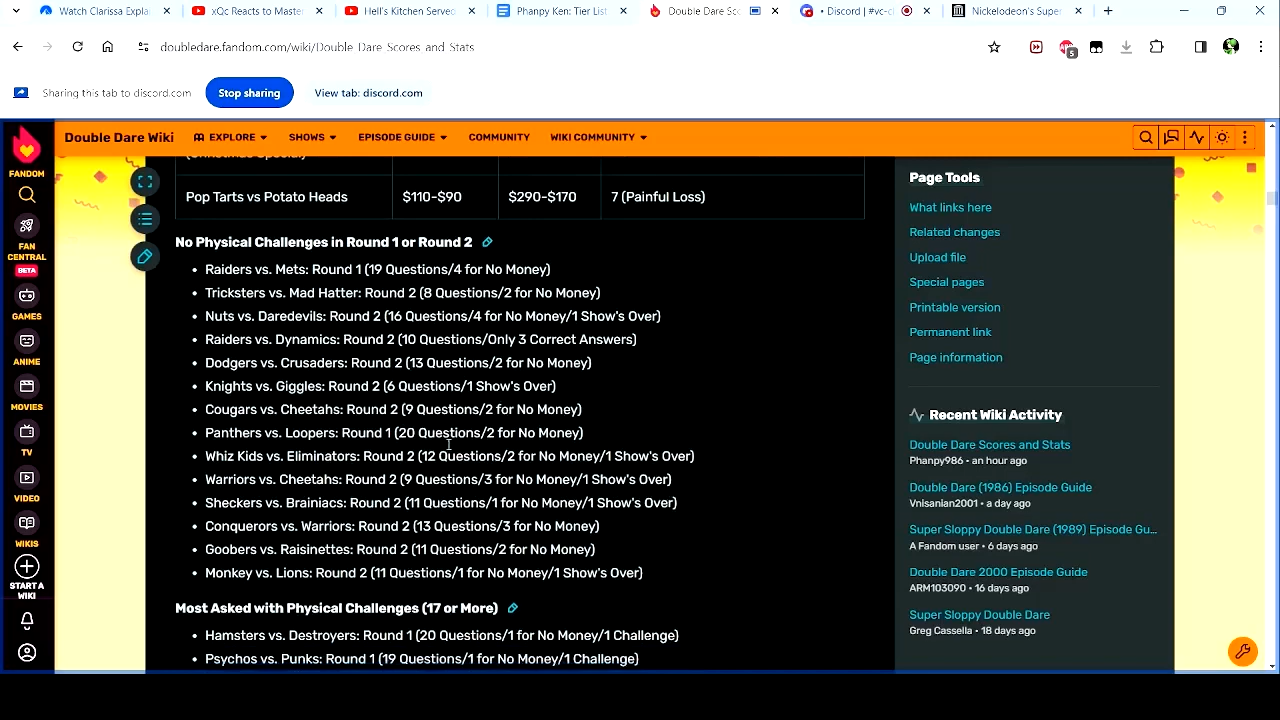 Watch Clarissa Expla
xQc Reacts to Master
Hell's Kitchen Served
Phanpy Ken: Tier List
Double Dare Sc
• Discord | #vc-cl
Nickelodeon's Super
doubledare.fandom.com/wiki/Double_Dare_Scores_and_Stats
5
Sharing this tab to discord.com
Stop sharing
View tab: discord.com
FANDOM
Double Dare Wiki
EXPLORE
SHOWS
EPISODE GUIDE
COMMUNITY
WIKI COMMUNITY
FAN
CENTRAL
BETA
GAMES
ANIME
MOVIES
TV
VIDEO
WIKIS
START A
WIKI
(Christmas Special)
Pop Tarts vs Potato Heads
$110-$90
$290-$170
7 (Painful Loss)
No Physical Challenges in Round 1 or Round 2
• Raiders vs. Mets: Round 1 (19 Questions/4 for No Money)
• Tricksters vs. Mad Hatter: Round 2 (8 Questions/2 for No Money)
• Nuts vs. Daredevils: Round 2 (16 Questions/4 for No Money/1 Show's Over)
• Raiders vs. Dynamics: Round 2 (10 Questions/Only 3 Correct Answers)
• Dodgers vs. Crusaders: Round 2 (13 Questions/2 for No Money)
• Knights vs. Giggles: Round 2 (6 Questions/1 Show's Over)
• Cougars vs. Cheetahs: Round 2 (9 Questions/2 for No Money)
• Panthers vs. Loopers: Round 1 (20 Questions/2 for No Money)
• Whiz Kids vs. Eliminators: Round 2 (12 Questions/2 for No Money/1 Show's Over)
• Warriors vs. Cheetahs: Round 2 (9 Questions/3 for No Money/1 Show's Over)
• Sheckers vs. Brainiacs: Round 2 (11 Questions/1 for No Money/1 Show's Over)
• Conquerors vs. Warriors: Round 2 (13 Questions/3 for No Money)
• Goobers vs. Raisinettes: Round 2 (11 Questions/2 for No Money)
• Monkey vs. Lions: Round 2 (11 Questions/1 for No Money/1 Show's Over)
Most Asked with Physical Challenges (17 or More)
• Hamsters vs. Destroyers: Round 1 (20 Questions/1 for No Money/1 Challenge)
• Psychos vs. Punks: Round 1 (19 Questions/1 for No Money/1 Challenge)
Page Tools
What links here
Related changes
Upload file
Special pages
Printable version
Permanent link
Page information
Recent Wiki Activity
Double Dare Scores and Stats
Phanpy986 • an hour ago
Double Dare (1986) Episode Guide
Vnisanian2001 • a day ago
Super Sloppy Double Dare (1989) Episode Gu...
A Fandom user • 6 days ago
Double Dare 2000 Episode Guide
ARM103090 • 16 days ago
Super Sloppy Double Dare
Greg Cassella • 18 days ago